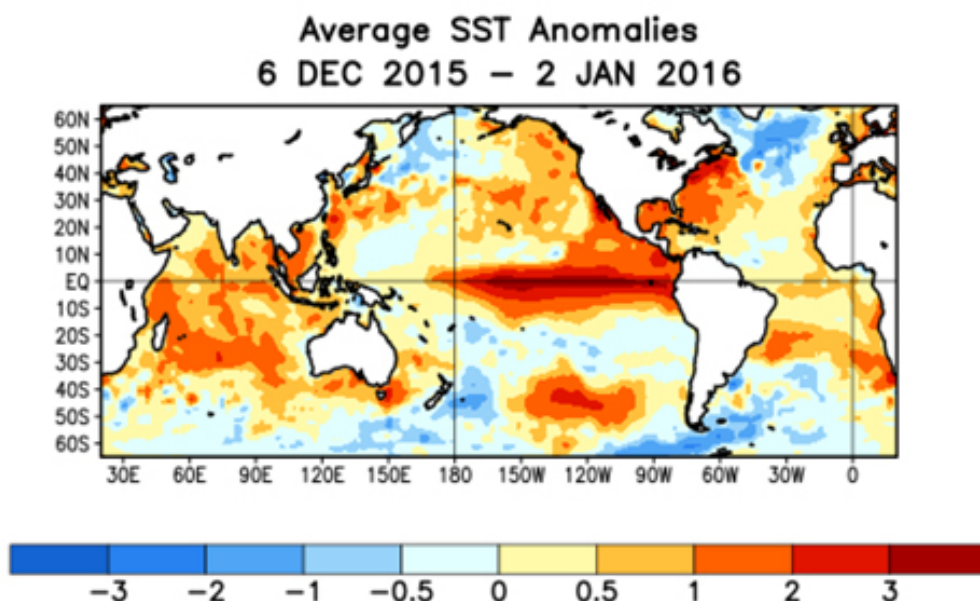 Average SST Anomalies
6 DEC 2015 – 2 JAN 2016
60N
50N
40N
30N
20N
10N
EQ
10S
20S
30S
40S
50S
60S
30E 60E 90E 120E 150E 180 150W 120W 90W 60W 30W 0
−3 −2 −1 −0.5 0 0.5 1 2 3